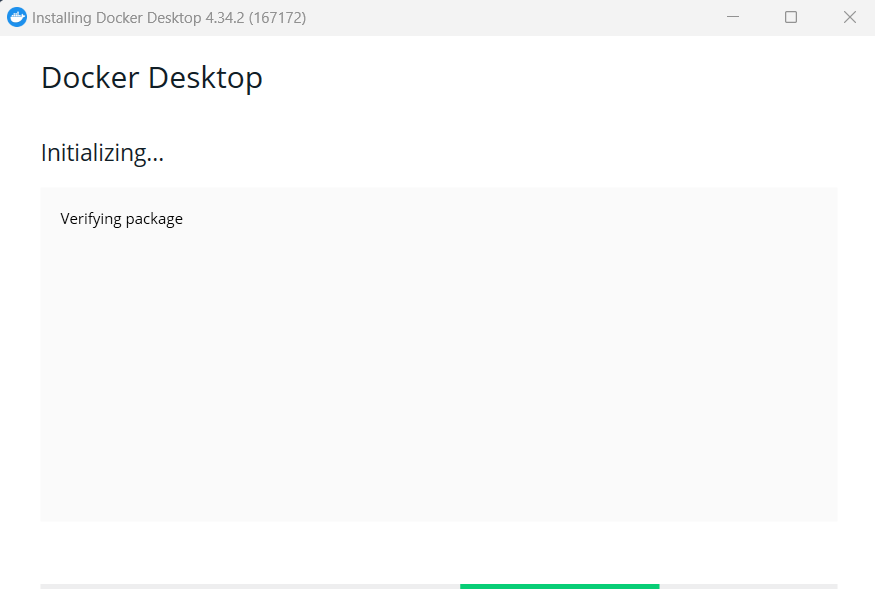 Installing Docker Desktop 4.34.2 (167172)
Docker Desktop
Initializing...
Verifying package